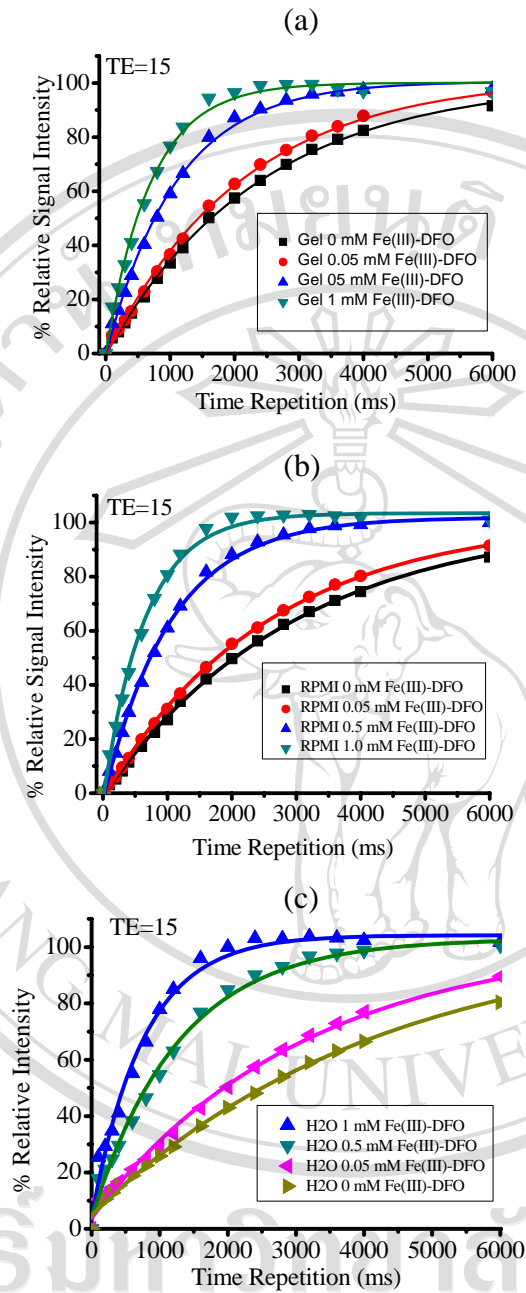 (a)
TE=15
% Relative Signal Intensity
100
80
60
40
20
0
Gel 0 mM Fe(III)-DFO
Gel 0.05 mM Fe(III)-DFO
Gel 05 mM Fe(III)-DFO
Gel 1 mM Fe(III)-DFO
0 1000 2000 3000 4000 5000 6000
Time Repetition (ms)
(b)
TE=15
% Relative Signal Intensity
100
80
60
40
20
0
RPMI 0 mM Fe(III)-DFO
RPMI 0.05 mM Fe(III)-DFO
RPMI 0.5 mM Fe(III)-DFO
RPMI 1.0 mM Fe(III)-DFO
0 1000 2000 3000 4000 5000 6000
Time Repetition (ms)
(c)
TE=15
% Relative Intensity
100
80
60
40
20
0
H2O 1 mM Fe(III)-DFO
H2O 0.5 mM Fe(III)-DFO
H2O 0.05 mM Fe(III)-DFO
H2O 0 mM Fe(III)-DFO
0 1000 2000 3000 4000 5000 6000
Time Repetition (ms)